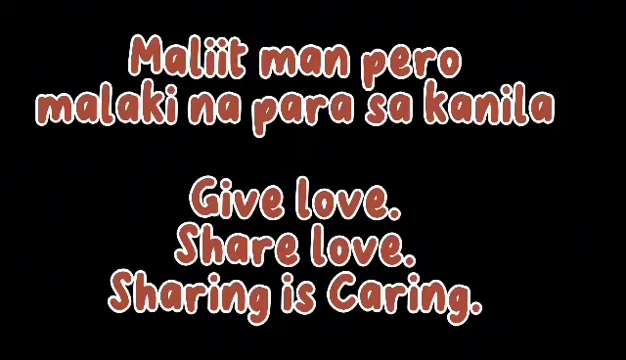 Maliit man pero
malaki na para sa kanila
Give love.
Share love.
Sharing is Caring.